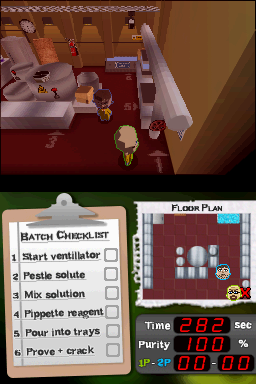 FLOOR PLAN
BATCH CHECKLIST
1 Start ventilator
2 Pestle solute
3 Mix solution
4 Pippette reagent
5 Pour into trays
6 Prove + crack
Time 282 sec
Purity 100 %
1P-2P 00-00